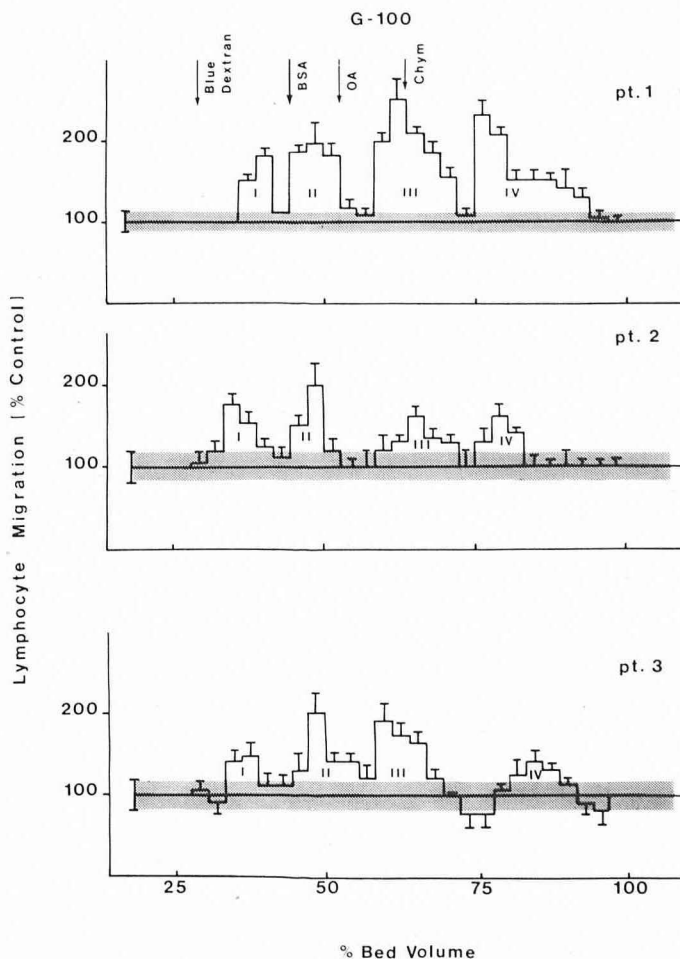 G-100
Blue Dextran
BSA
OA
Chym
pt.1
200
100
I II III IV
pt. 2
200
100
I II III IV
pt. 3
200
100
I II III IV
25 50 75 100
% Bed Volume
Lymphocyte Migration [% Control]